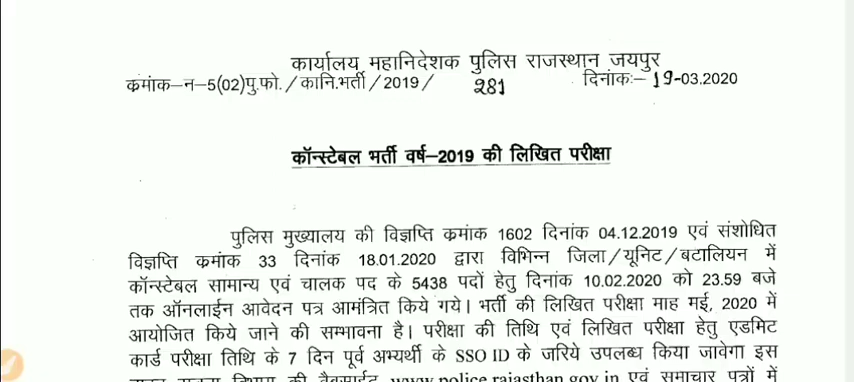 कार्यालय महानिदेशक पुलिस राजस्थान जयपुर
क्रमांक–न–5(02)पु.फो./कानि.भर्ती/2019/ 281 दिनांकः– 19-03.2020
कॉन्स्टेबल भर्ती वर्ष–2019 की लिखित परीक्षा
पुलिस मुख्यालय की विज्ञप्ति क्रमांक 1602 दिनांक 04.12.2019 एवं संशोधित
विज्ञप्ति क्रमांक 33 दिनांक 18.01.2020 द्वारा विभिन्न जिला/यूनिट/बटालियन में
कॉन्स्टेबल सामान्य एवं चालक पद के 5438 पदों हेतु दिनांक 10.02.2020 को 23.59 बजे
तक ऑनलाईन आवेदन पत्र आमंत्रित किये गये। भर्ती की लिखित परीक्षा माह मई, 2020 में
आयोजित किये जाने की सम्भावना है। परीक्षा की तिथि एवं लिखित परीक्षा हेतु एडमिट
कार्ड परीक्षा तिथि के 7 दिन पूर्व अभ्यर्थी के SSO ID के जरिये उपलब्ध किया जावेगा इस
की वैबसाईट www.police.rajasthan.gov.in एवं समाचार पत्रों में